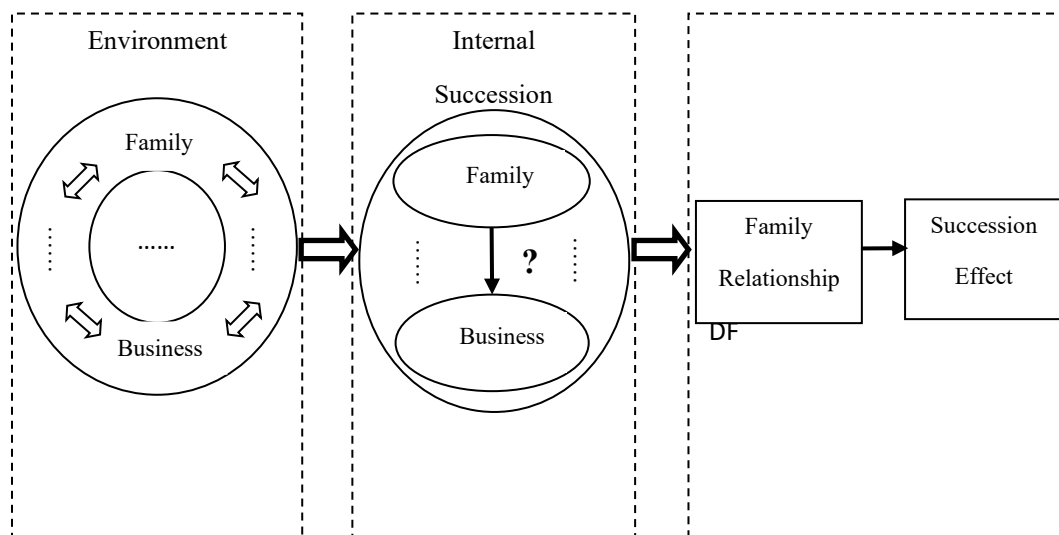 Environment
Family
......
Business
Internal
Succession
Family
?
Business
Family
Relationship
DF
Succession
Effect